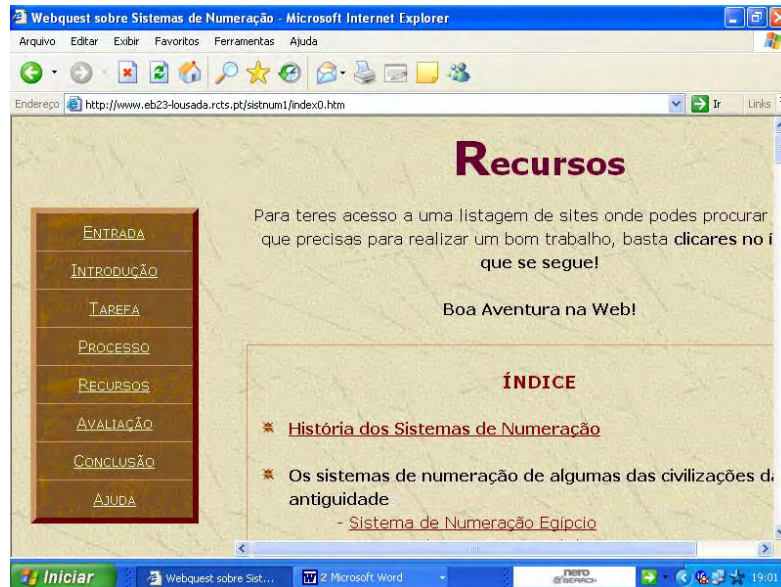 Webquest sobre Sistemas de Numeração - Microsoft Internet Explorer
Arquivo Editar Exibir Favoritos Ferramentas Ajuda
Endereço http://www.eb23-lousada.rcts.pt/sistnum1/index0.htm Ir Links
Recursos
Para teres acesso a uma listagem de sites onde podes procurar
que precisas para realizar um bom trabalho, basta clicares no í
que se segue!
Boa Aventura na Web!
ENTRADA
INTRODUÇÃO
TAREFA
PROCESSO
RECURSOS
AVALIAÇÃO
CONCLUSÃO
AJUDA
ÍNDICE
História dos Sistemas de Numeração
Os sistemas de numeração de algumas das civilizações da
antiguidade
- Sistema de Numeração Egípcio
Iniciar Webquest sobre Sist... 2 Microsoft Word nero SEARCH